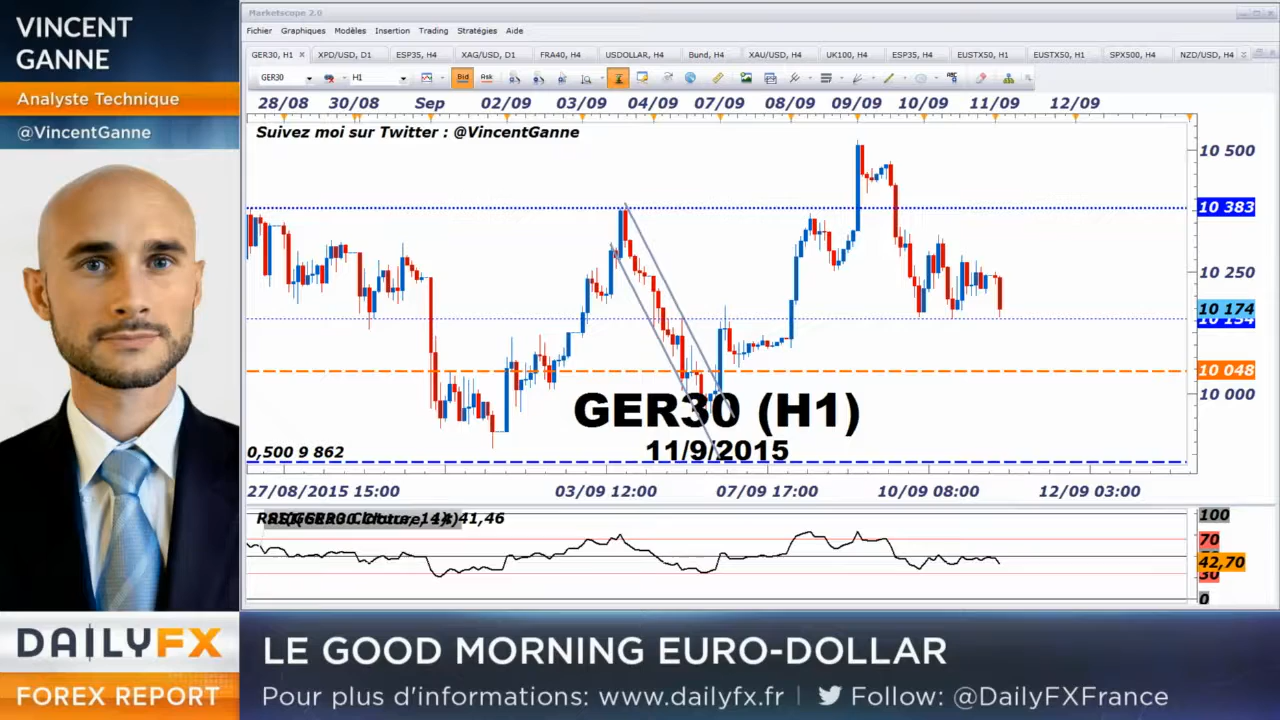 VINCENT
GANNE
Analyste Technique
@VincentGanne
Marketscope 2.0
Fichier Graphiques Modèles Insertion Trading Stratégies Aide
GER30, H1 XPD/USD, D1 ESP35, H4 XAG/USD, D1 FRA40, H4 USDOLLAR, H4 Bund, H4 XAU/USD, H4 UK100, H4 ESP35, H4 EUSTX50, H1 EUSTX50, H1 SPX500, H4 NZD/USD, H4
GER30 H1 Bid Ask
28/08 30/08 Sep 02/09 03/09 04/09 07/09 08/09 09/09 10/09 11/09 12/09
Suivez moi sur Twitter : @VincentGanne
10 500
10 383
10 250
10 174
10 154
10 048
10 000
GER30 (H1)
11/9/2015
0,500 9 862
27/08/2015 15:00 03/09 12:00 07/09 17:00 10/09 08:00 12/09 03:00
41,46
100
70
42,70
30
0
DAILYFX
FOREX REPORT
LE GOOD MORNING EURO-DOLLAR
Pour plus d'informations: www.dailyfx.fr | Follow: @DailyFXFrance